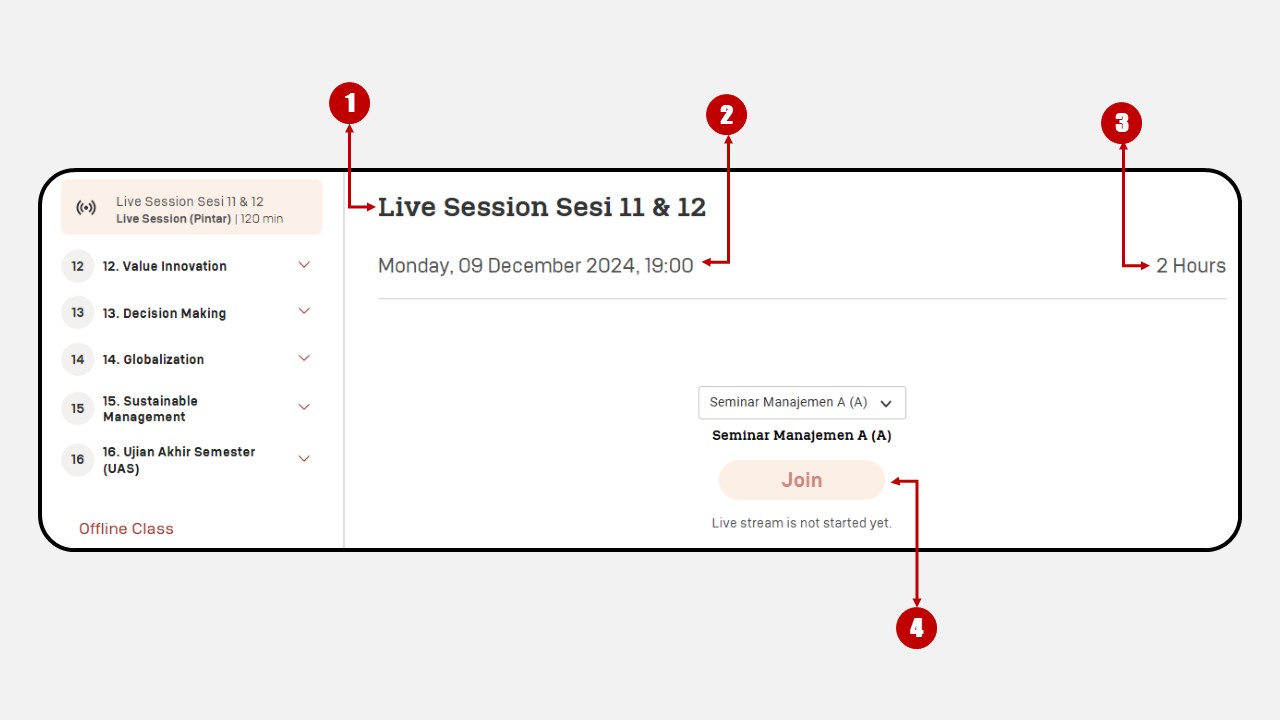 1
2
3
Live Session Sesi 11 & 12
Live Session (Pintar) | 120 min
12 12. Value Innovation
13 13. Decision Making
14 14. Globalization
15 15. Sustainable
Management
16 16. Ujian Akhir Semester
(UAS)
Offline Class
Live Session Sesi 11 & 12
Monday, 09 December 2024, 19:00
2 Hours
Seminar Manajemen A (A)
Seminar Manajemen A (A)
Join
Live stream is not started yet.
4